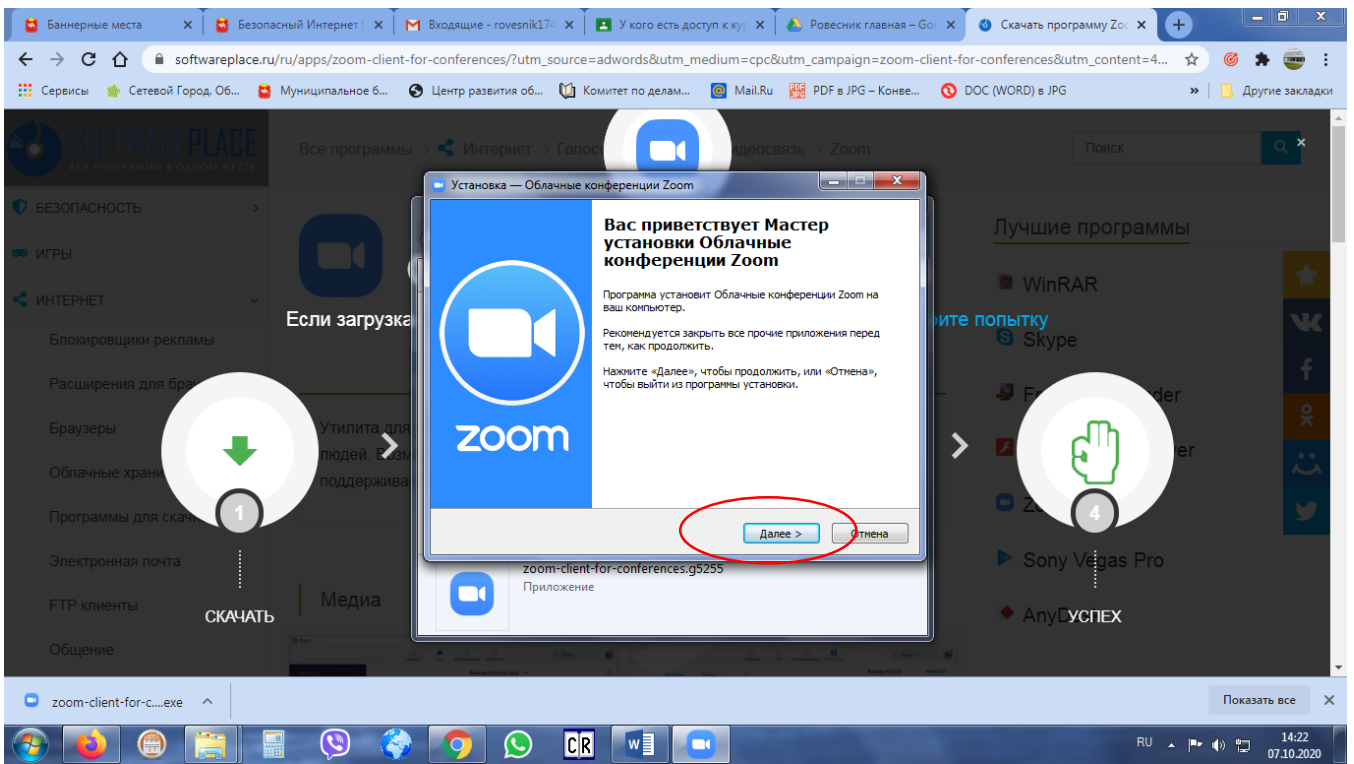 Баннерные места
Безопасный Интернет |
Входящие - rovesnik174
У кого есть доступ к кур
Ровесник главная – Goo
Скачать программу Zoo
softwareplace.ru/ru/apps/zoom-client-for-conferences/?utm_source=adwords&utm_medium=cpc&utm_campaign=zoom-client-for-conferences&utm_content=4...
Сервисы
Сетевой Город. Об...
Муниципальное б...
Центр развития об...
Комитет по делам...
Mail.Ru
PDF в JPG – Конве...
DOC (WORD) в JPG
»
Другие закладки
SOFTWAREPLACE
ВСЕ ПРОГРАММЫ В ОДНОМ МЕСТЕ
Все программы > Интернет > Голосо
идеосвязь > Zoom
Поиск
БЕЗОПАСНОСТЬ
ИГРЫ
ИНТЕРНЕТ
Блокировщики рекламы
Расширения для бра
Браузеры
Облачные хран
Программы для скач
Электронная почта
FTP клиенты
Общение
Если загрузка
ите попытку
Утилита для
людей. Возм
поддержива
Медиа
1
СКАЧАТЬ
Установка — Облачные конференции Zoom
Вас приветствует Мастер
установки Облачные
конференции Zoom
Программа установит Облачные конференции Zoom на
ваш компьютер.
Рекомендуется закрыть все прочие приложения перед
тем, как продолжить.
Нажмите «Далее», чтобы продолжить, или «Отмена»,
чтобы выйти из программы установки.
zoom
Далее >
Отмена
zoom-client-for-conferences.g5255
Приложение
Лучшие программы
WinRAR
Skype
Sony Vegas Pro
4
УСПЕХ
zoom-client-for-c....exe
Показать все
RU
14:22
07.10.2020